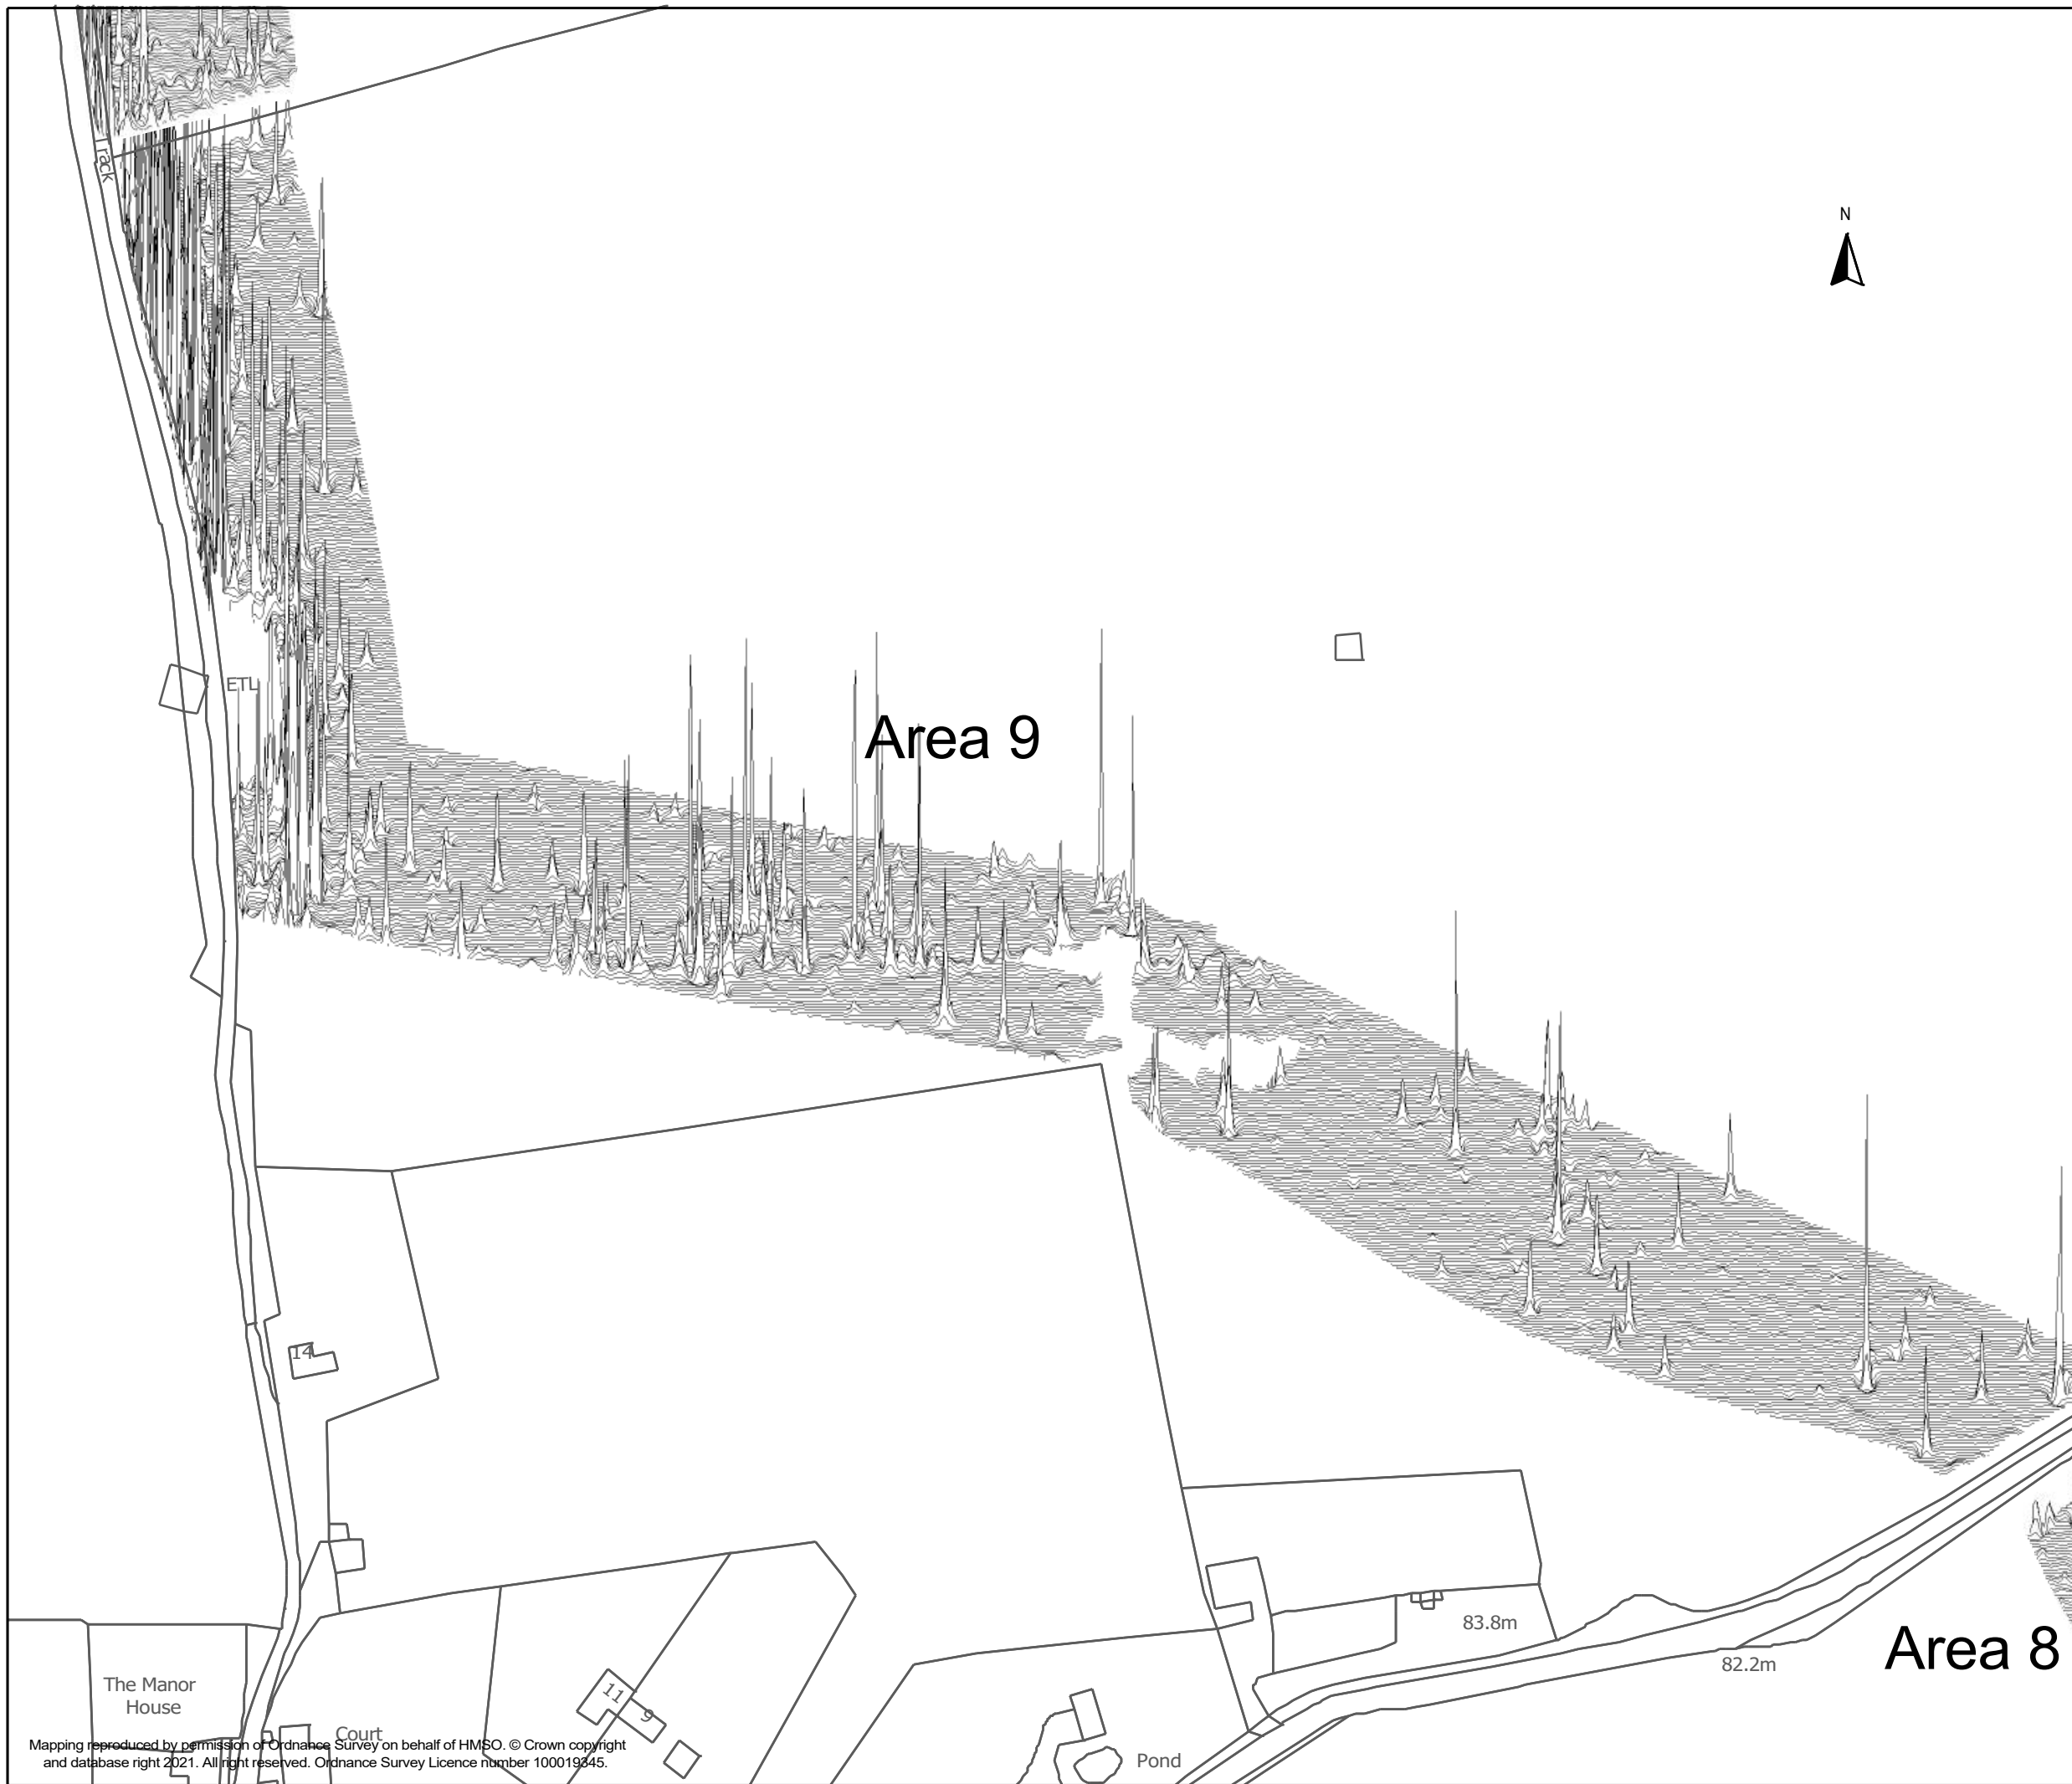 Track
N
ETL
Area 9
14
83.8m
Area 8
82.2m
The Manor
House
11
9
Court
Pond
Mapping reproduced by permission of Ordnance Survey on behalf of HMSO. © Crown copyright
and database right 2021. All right reserved. Ordnance Survey Licence number 100019345.